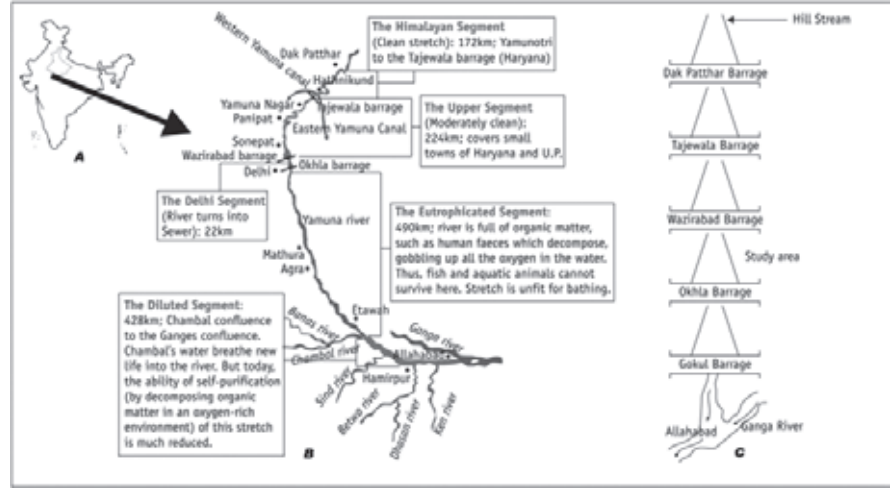 The Himalayan Segment
(Clean stretch): 172km; Yamunotri
to the Tajewala barrage (Haryana)
Western Yamuna canal
Dak Patthar
Hathnikund
Yamuna Nagar
Tajewala barrage
Panipat
Eastern Yamuna Canal
The Upper Segment
(Moderately clean):
224km; covers small
towns of Haryana and U.P.
Sonepat
Wazirabad barrage
Okhla barrage
Delhi
A
The Delhi Segment
(River turns into
Sewer): 22km
Yamuna river
The Eutrophicated Segment:
490km; river is full of organic matter,
such as human faeces which decompose,
gobbling up all the oxygen in the water.
Thus, fish and aquatic animals cannot
survive here. Stretch is unfit for bathing.
Mathura
Agra
Etawah
The Diluted Segment:
428km; Chambal confluence
to the Ganges confluence.
Chambal's water breathe new
life into the river. But today,
the ability of self-purification
(by decomposing organic
matter in an oxygen-rich
environment) of this stretch
is much reduced.
Banas river
Chambal river
Ganga river
Allahabad
Sind river
Hamirpur
Betwa river
Dhasan river
Ken river
B
Hill Stream
Dak Patthar Barrage
Tajewala Barrage
Wazirabad Barrage
Study area
Okhla Barrage
Gokul Barrage
Allahabad
Ganga River
C